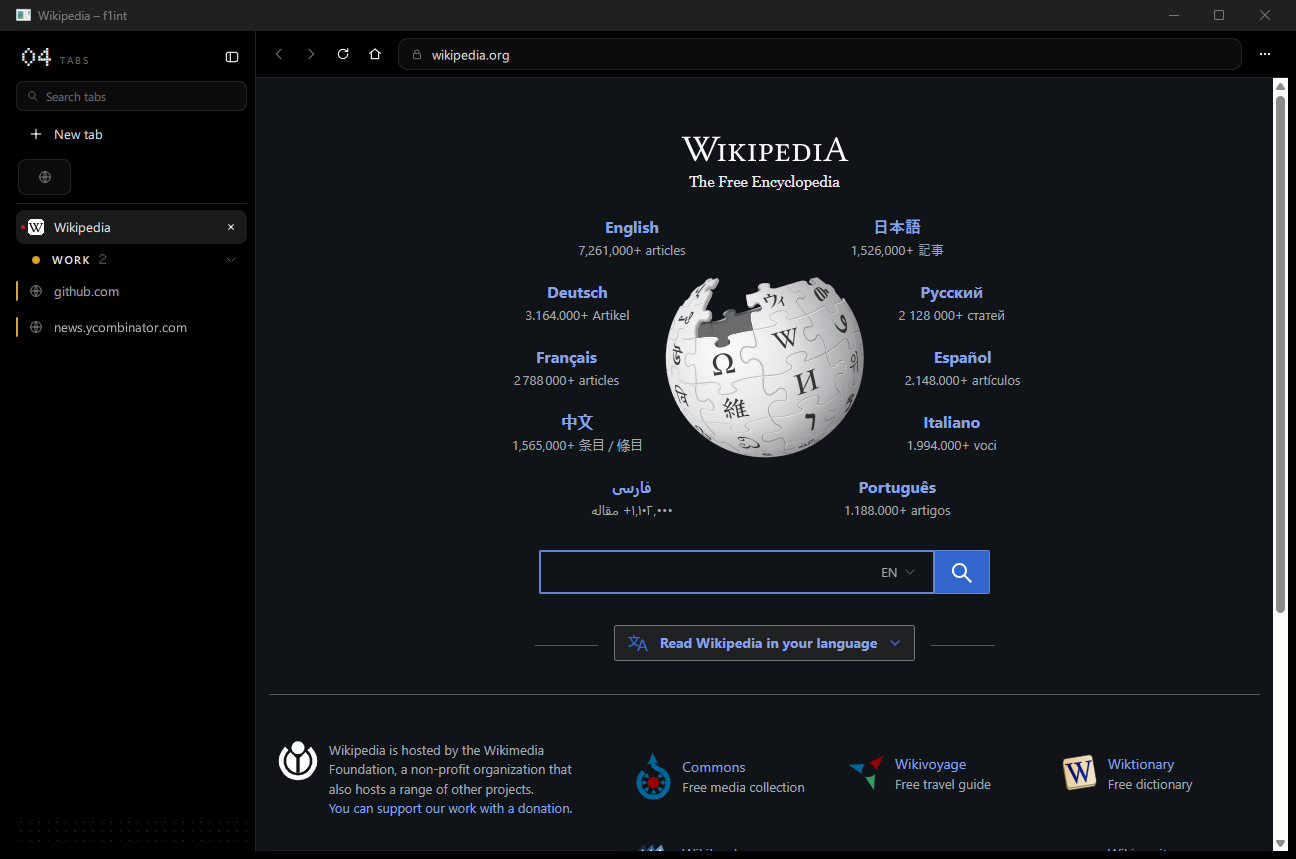 Wikipedia – f1int
04 TABS
Search tabs
New tab
Wikipedia
WORK 2
github.com
news.ycombinator.com
wikipedia.org
WIKIPEDIA
The Free Encyclopedia
English
7,261,000+ articles
日本語
1,526,000+ 記事
Deutsch
3.164.000+ Artikel
Русский
2 128 000+ статей
Français
2 788 000+ articles
Español
2.148.000+ artículos
中文
1,565,000+ 条目 / 條目
Italiano
1.994.000+ voci
فارسی
۱٬۱۰۲٬۰۰۰+ مقاله
Português
1.188.000+ artigos
Ω W И 維 ウィ 7
EN
Read Wikipedia in your language
Wikipedia is hosted by the Wikimedia
Foundation, a non-profit organization that
also hosts a range of other projects.
You can support our work with a donation.
Commons
Free media collection
Wikivoyage
Free travel guide
W
Wiktionary
Free dictionary